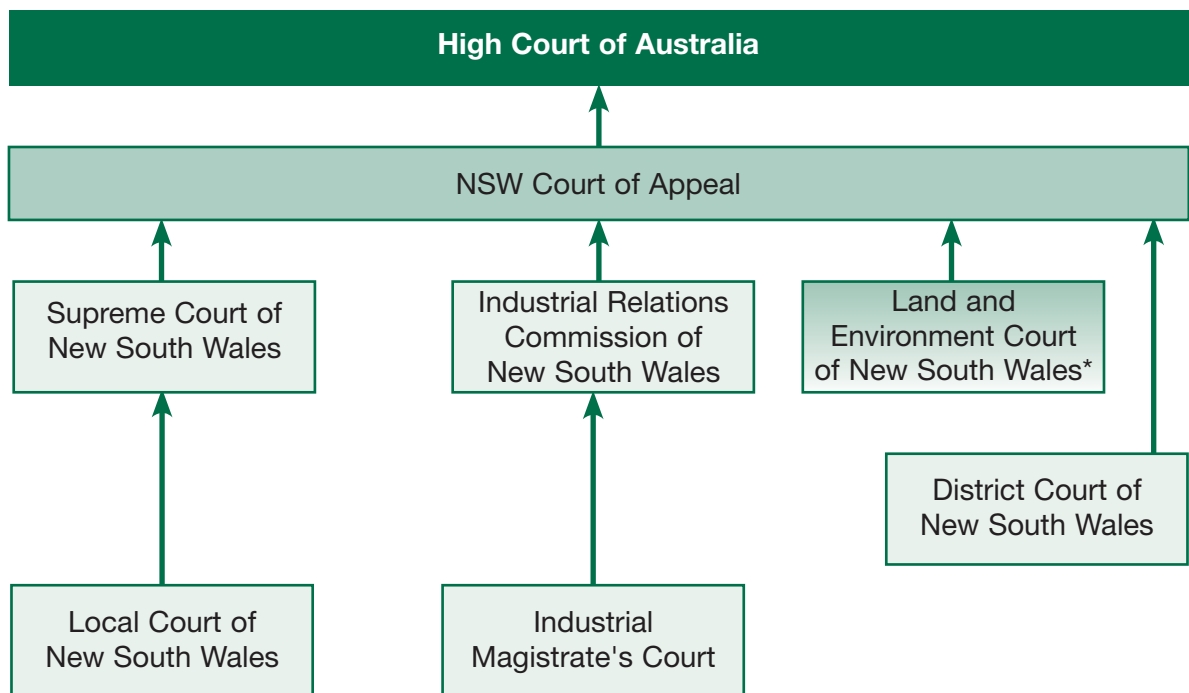 High Court of Australia
NSW Court of Appeal
Supreme Court of
New South Wales
Industrial Relations
Commission of
New South Wales
Land and
Environment Court
of New South Wales*
District Court of
New South Wales
Local Court of
New South Wales
Industrial
Magistrate's Court